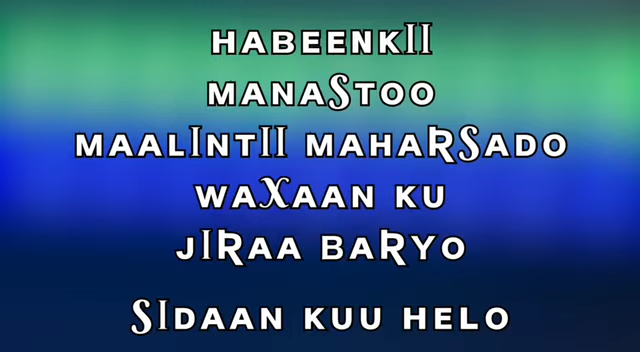 HABEENKII
MANASTOO
MAALINTII MAHARSADO
WAXAAN KU
JIRAA BARYO
SIDAAN KUU HELO